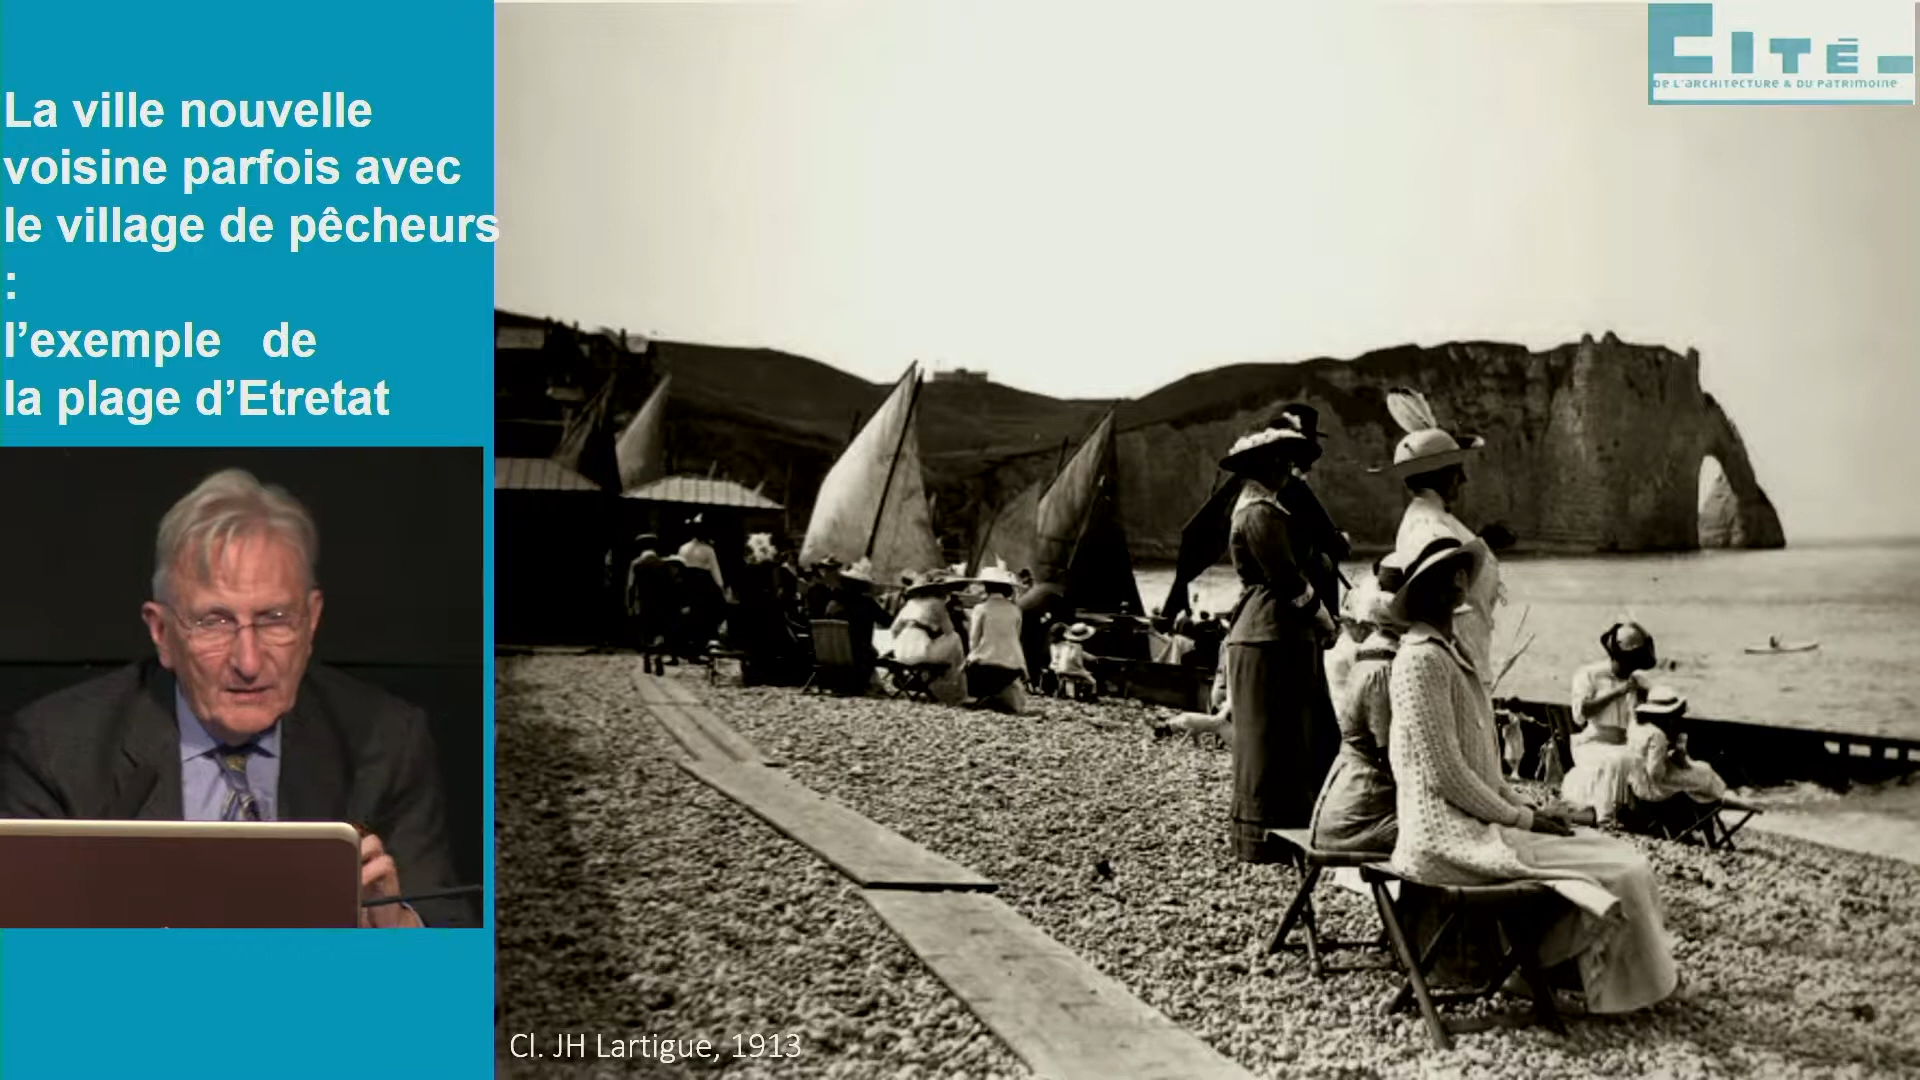 La ville nouvelle
voisine parfois avec
le village de pêcheurs
:
l’exemple de
la plage d’Etretat
CITÉ
DE L'ARCHITECTURE & DU PATRIMOINE
Cl. JH Lartigue, 1913